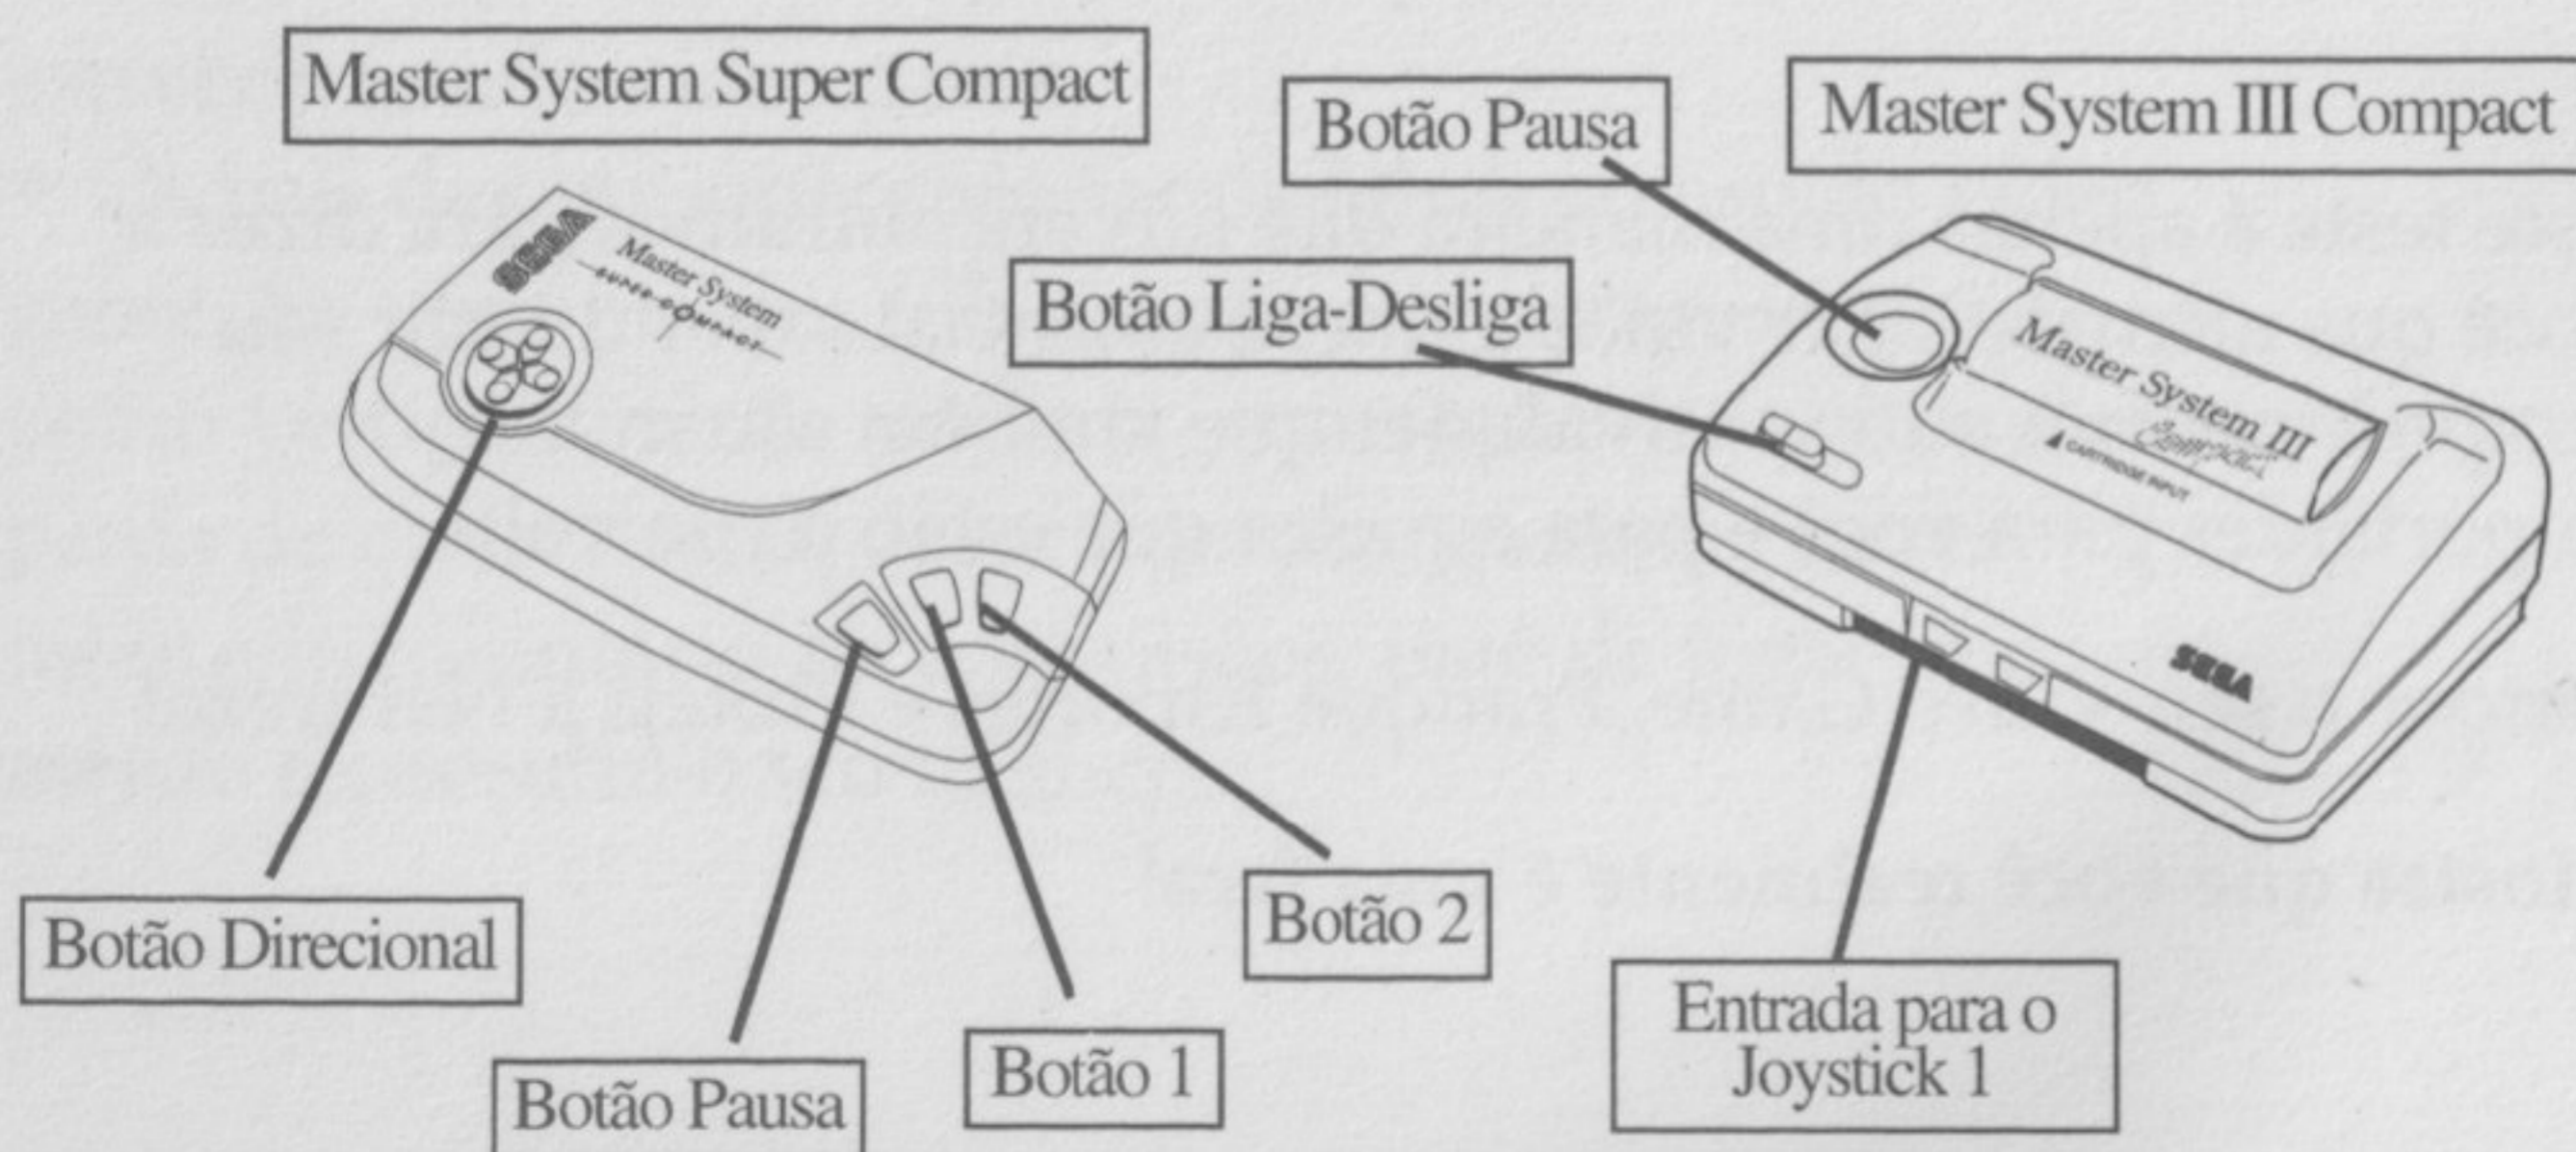 Master System Super Compact
Botão Pausa
Master System III Compact
Botão Liga-Desliga
SEGA
Master System
SUPER COMPACT
Master System III
Compact
▲ CARTRIDGE INPUT
SEGA
Botão Direcional
Botão Pausa
Botão 1
Botão 2
Entrada para o
Joystick 1